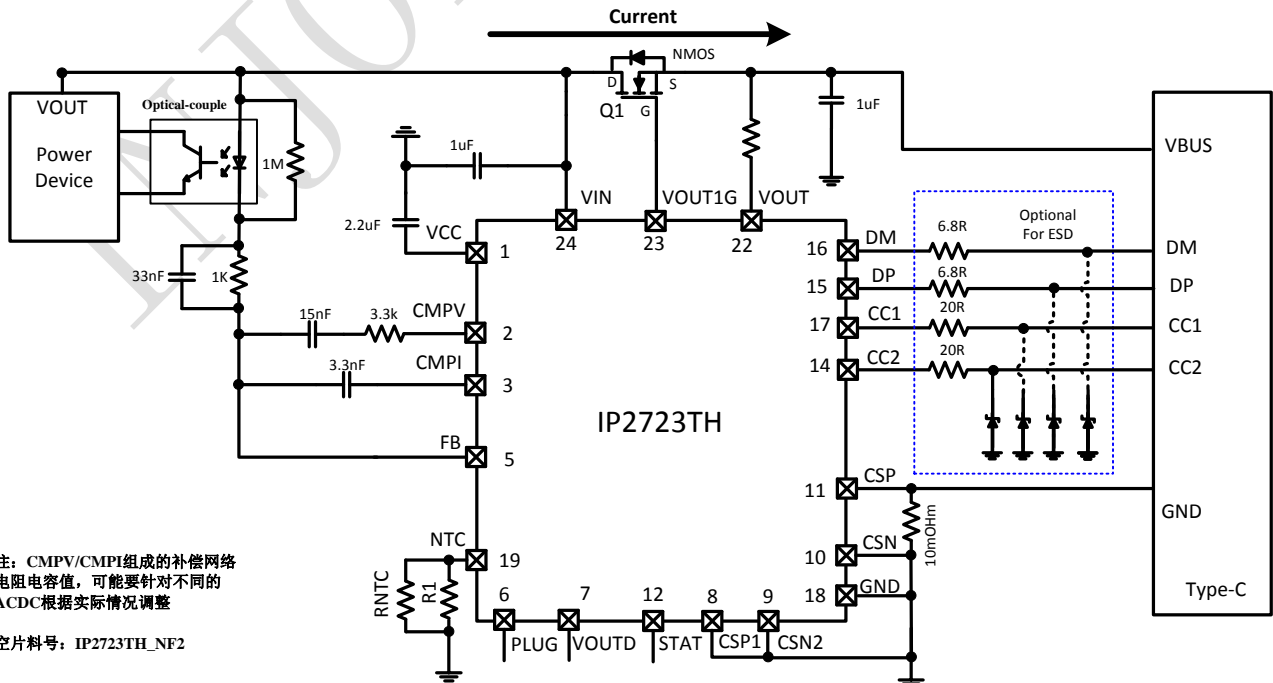 INJO
Current
NMOS
D
S
Q1
G
VOUT
Power
Device
Optical-couple
1M
1uF
1uF
VBUS
2.2uF
VCC
1
VIN
24
VOUT1G
23
VOUT
22
33nF
1K
15nF
3.3k
CMPV
2
3.3nF
CMPI
3
FB
5
IP2723TH
16
DM
6.8R
Optional
For ESD
DM
15
DP
6.8R
DP
17
CC1
20R
CC1
14
CC2
20R
CC2
11
CSP
GND
10mOHm
10
CSN
18
GND
Type-C
NTC
19
RNTC
R1
6
PLUG
7
VOUTD
12
STAT
8
CSP1
9
CSN2
注：CMPV/CMPI组成的补偿网络
电阻电容值，可能要针对不同的
ACDC根据实际情况调整
空片料号：IP2723TH_NF2